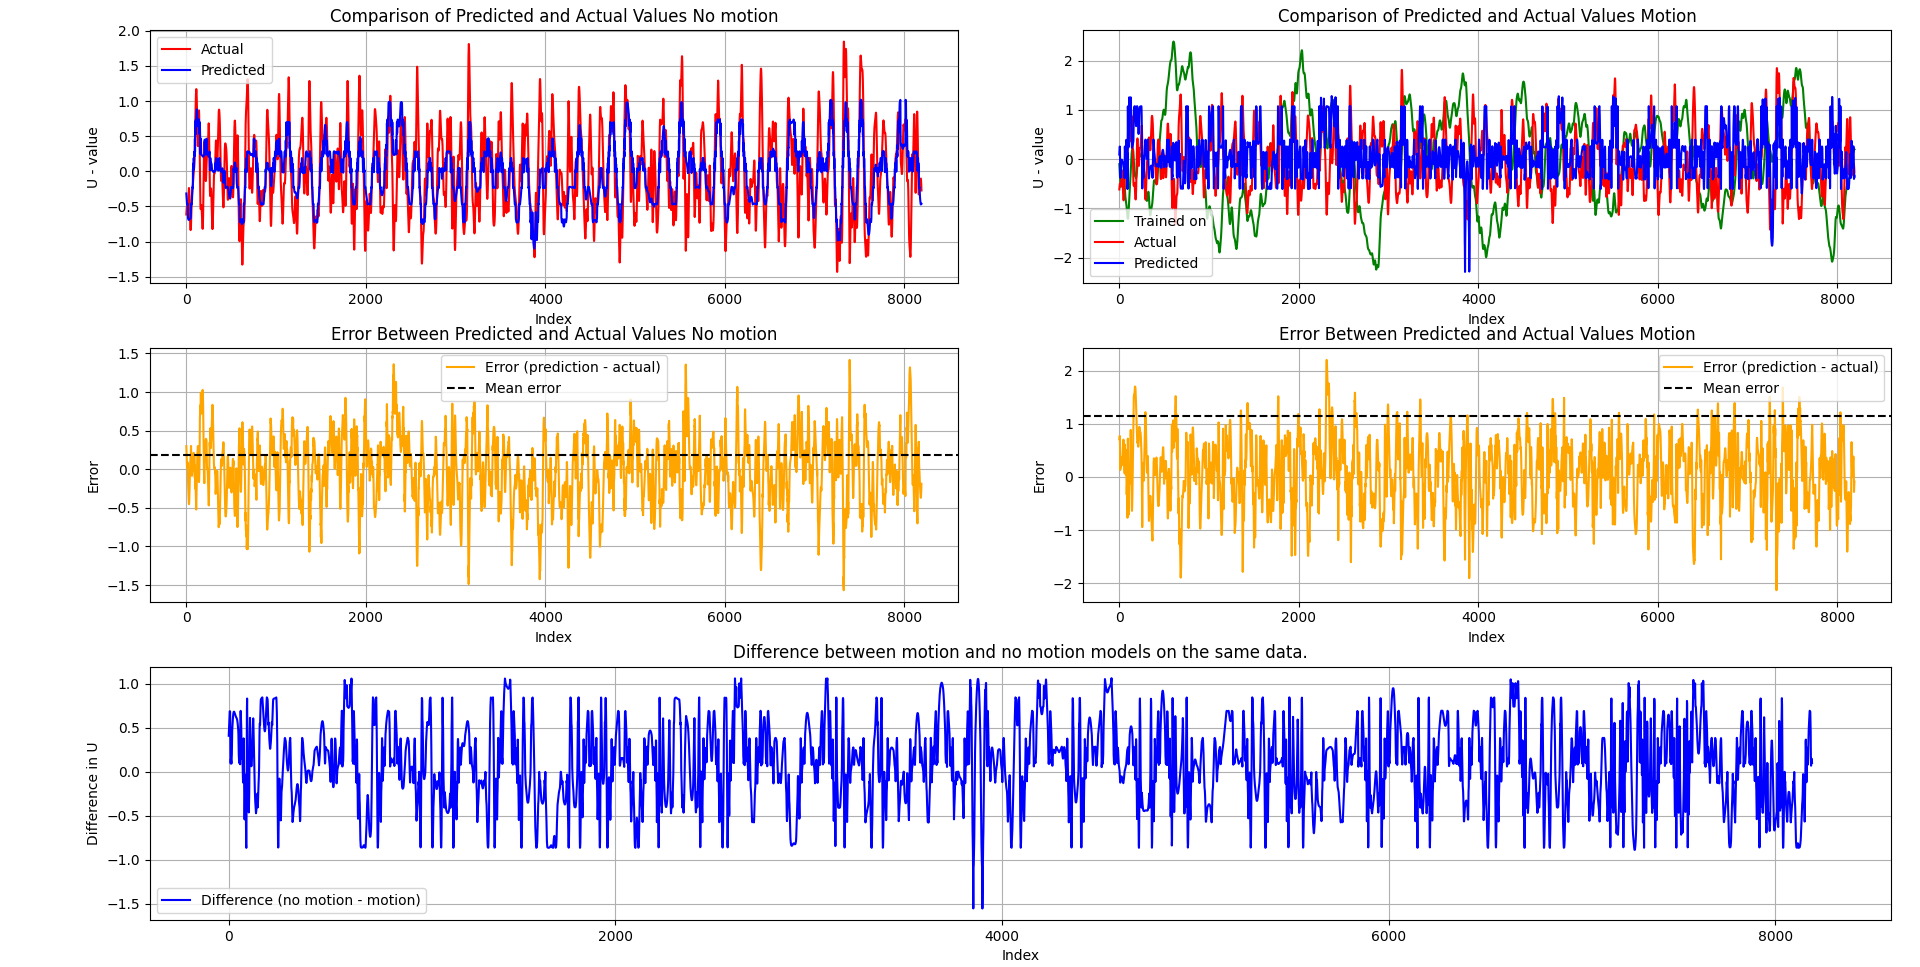 Comparison of Predicted and Actual Values No motion
2.0
1.5
1.0
0.5
0.0
−0.5
−1.0
−1.5
U - value
Actual
Predicted
0
2000
4000
6000
8000
Index
Comparison of Predicted and Actual Values Motion
2
1
0
−1
−2
U - value
Trained on
Actual
Predicted
0
2000
4000
6000
8000
Index
Error Between Predicted and Actual Values No motion
1.5
1.0
0.5
0.0
−0.5
−1.0
−1.5
Error
Error (prediction - actual)
Mean error
0
2000
4000
6000
8000
Index
Error Between Predicted and Actual Values Motion
2
1
0
−1
−2
Error
Error (prediction - actual)
Mean error
0
2000
4000
6000
8000
Index
Difference between motion and no motion models on the same data.
1.0
0.5
0.0
−0.5
−1.0
−1.5
Difference in U
Difference (no motion - motion)
0
2000
4000
6000
8000
Index